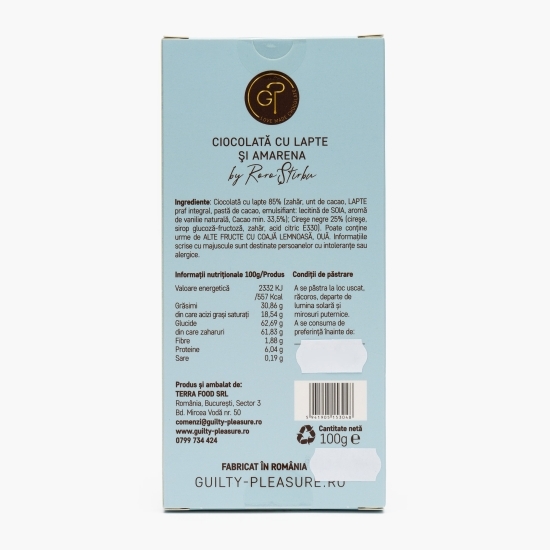 GP
LOVE MADE CHOCOLATE
CIOCOLATĂ CU LAPTE
ŞI AMARENA
by Roro Ştirbu
Ingrediente: Ciocolată cu lapte 85% (zahăr, unt de cacao, LAPTE
praf integral, pastă de cacao, emulsifiant: lecitină de SOIA, aromă
de vanilie naturală, Cacao min. 33,5%); Cireşe negre 25% (cireşe,
sirop glucoză-fructoză, zahăr, acid citric E330). Poate conţine
urme de ALTE FRUCTE CU COAJĂ LEMNOASĂ, OUĂ. Informaţiile
scrise cu majuscule sunt destinate persoanelor cu intoleranţe sau
alergice.
Informaţii nutriţionale 100g/Produs
Valoare energetică 2332 KJ
/557 Kcal
Grăsimi 30,86 g
din care acizi graşi saturaţi 18,54 g
Glucide 62,69 g
din care zaharuri 61,83 g
Fibre 1,88 g
Proteine 6,04 g
Sare 0,19 g
Condiţii de păstrare
A se păstra la loc uscat,
răcoros, departe de
lumina solară şi
mirosuri puternice.
A se consuma de
preferinţă înainte de:
Produs şi ambalat de:
TERRA FOOD SRL
România, Bucureşti, Sector 3
Bd. Mircea Vodă nr. 50
comenzi@guilty-pleasure.ro
www.guilty-pleasure.ro
0799 734 424
Cantitate netă
100g e
FABRICAT ÎN ROMÂNIA
GUILTY-PLEASURE.RO